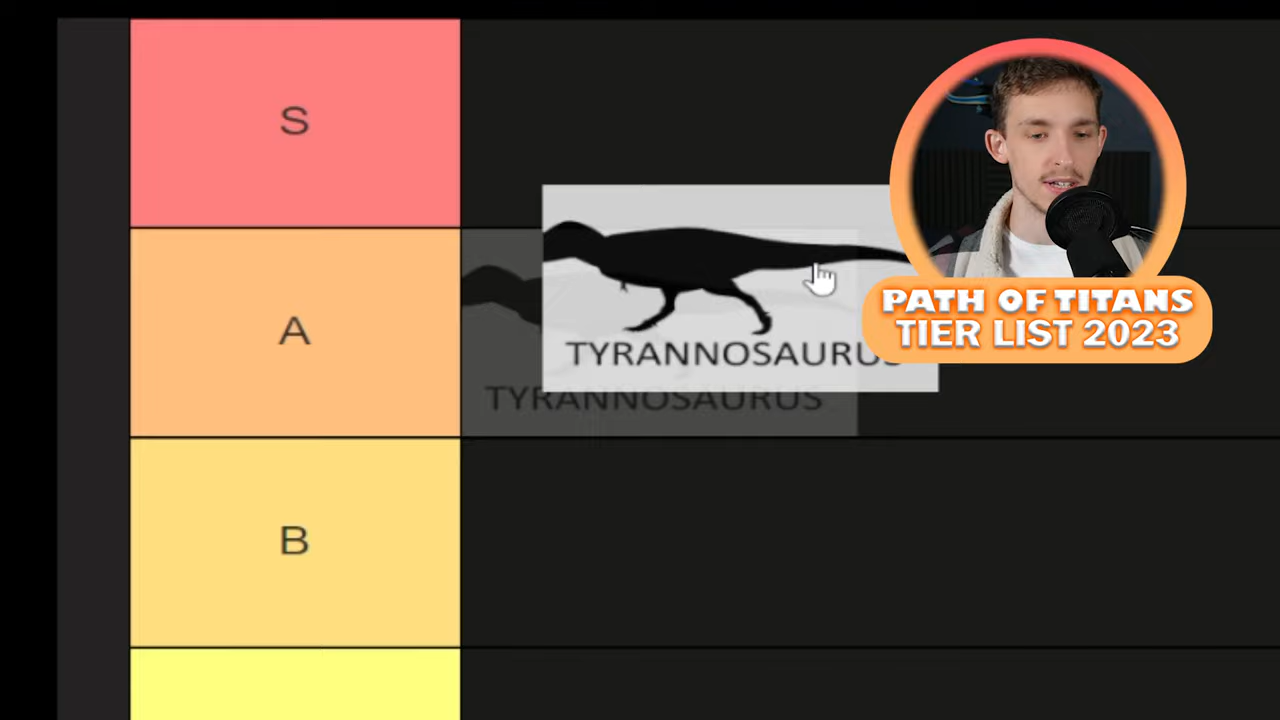 S
A
B
TYRANNOSAURUS
TYRANNOSAURUS
PATH OF TITANS
TIER LIST 2023